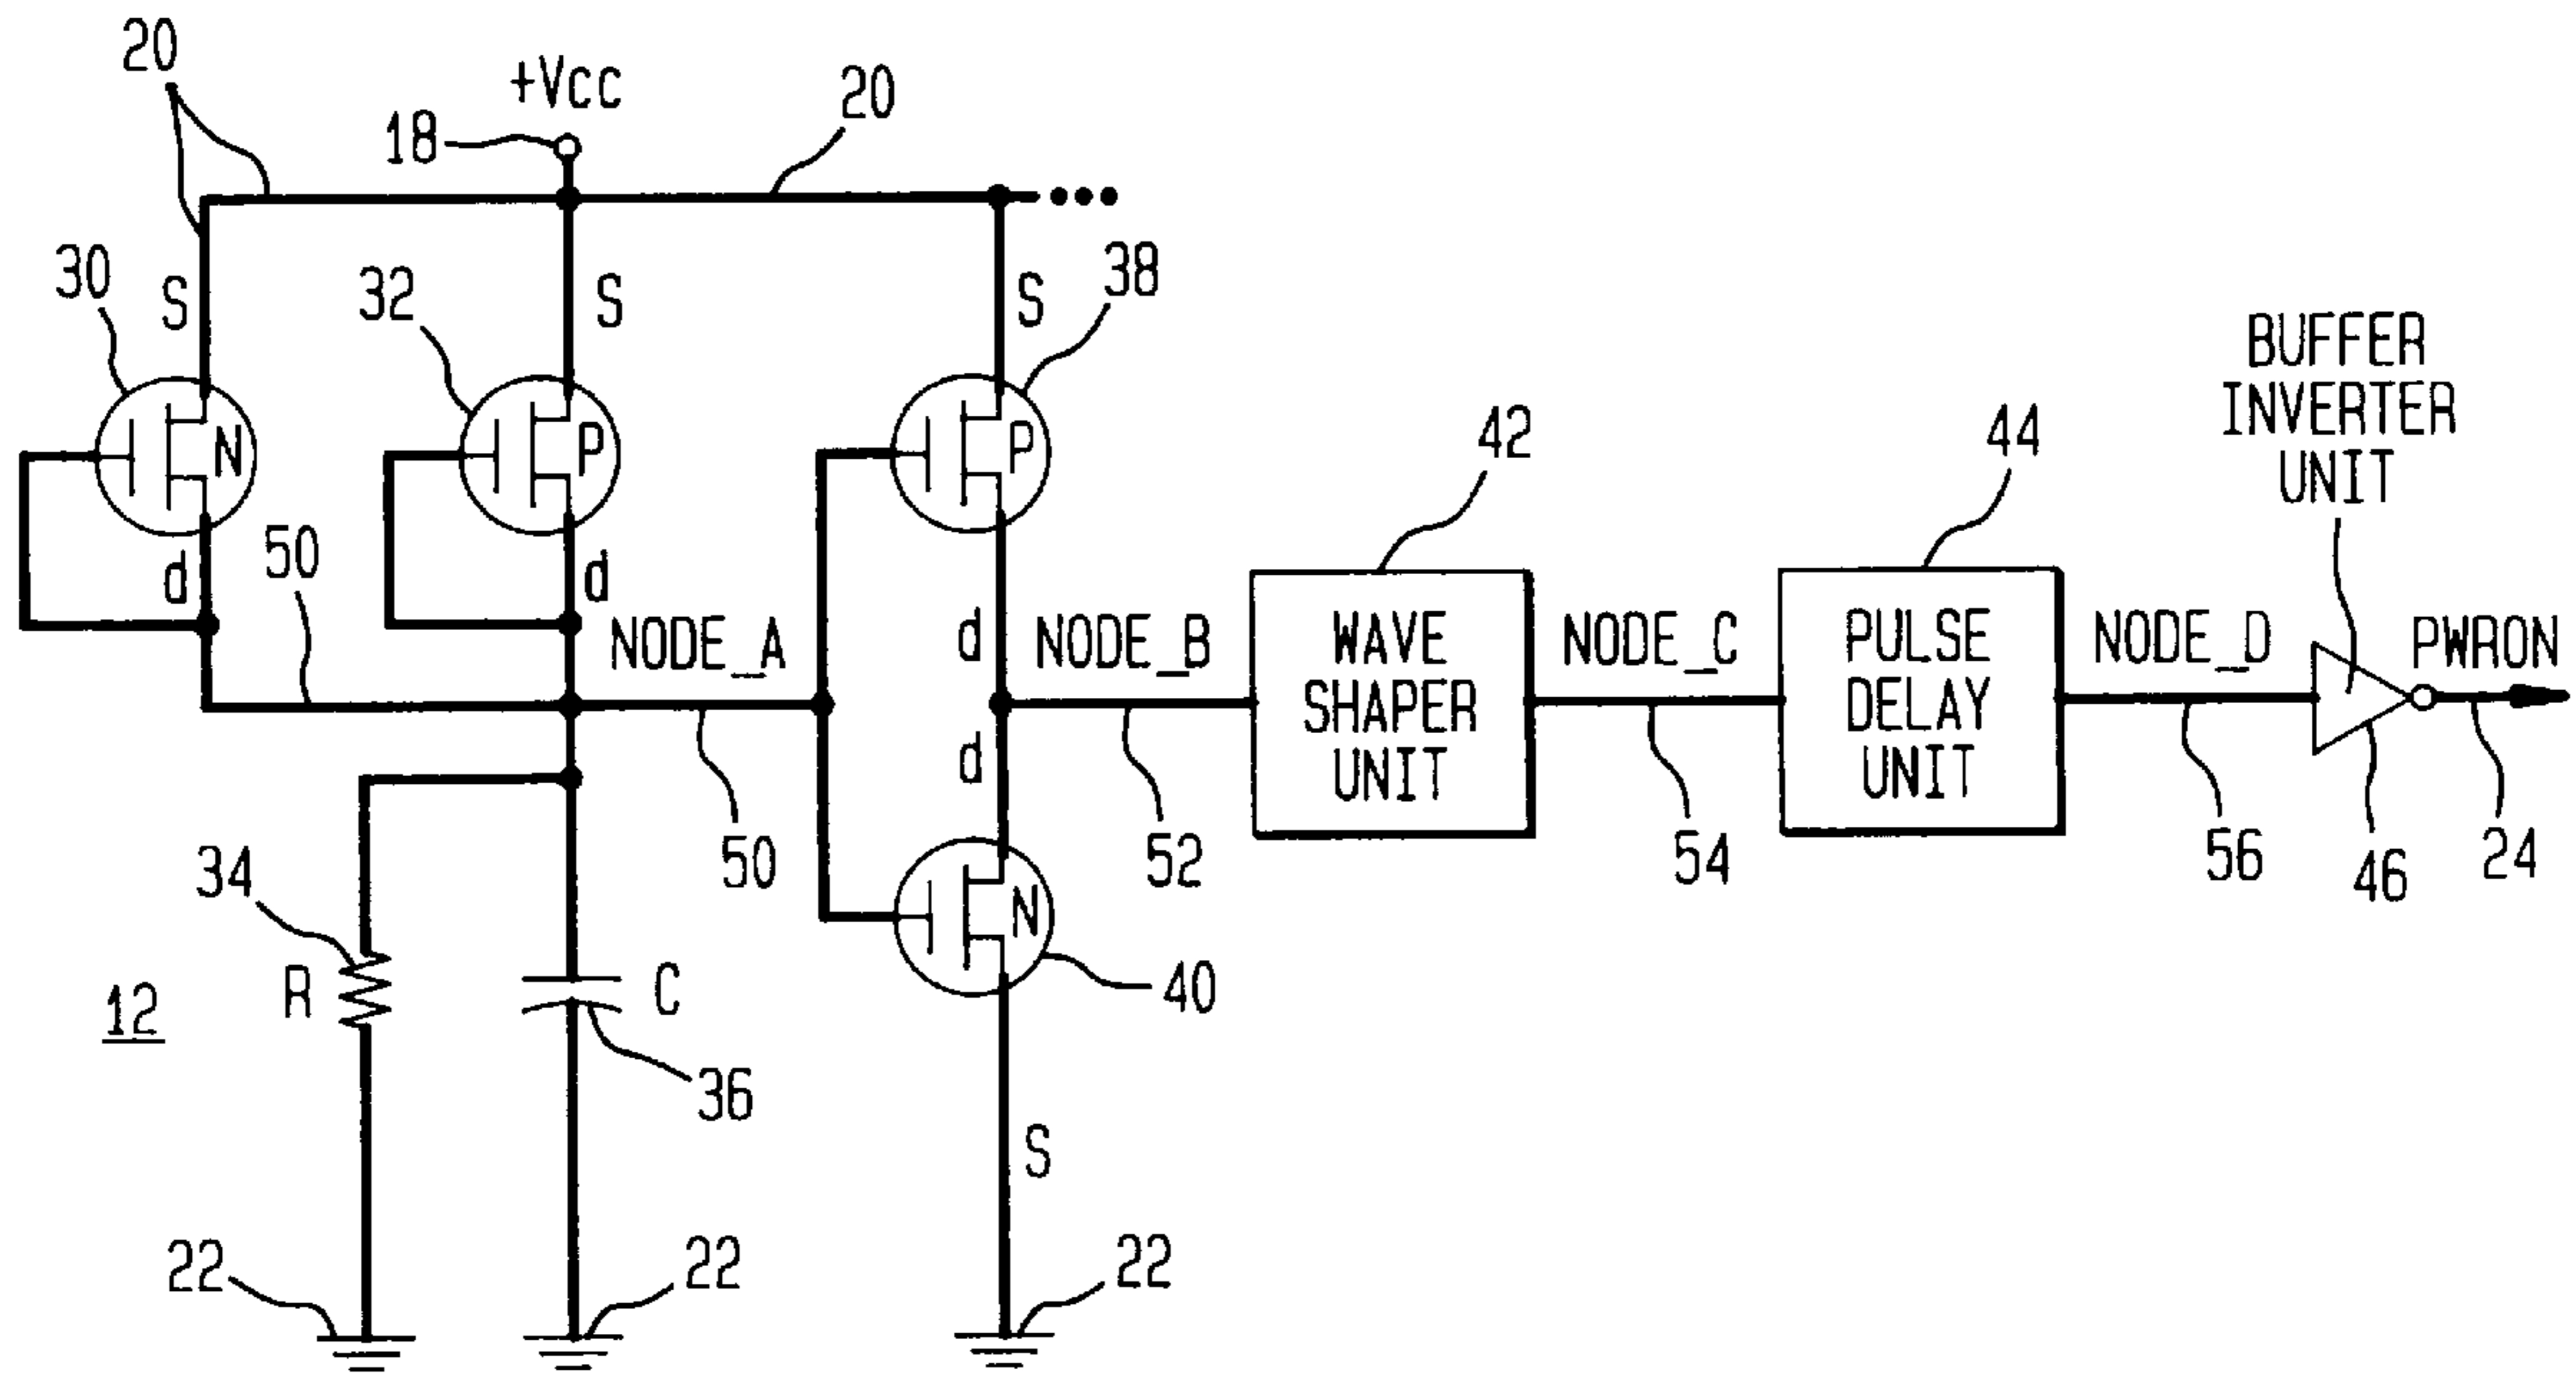 20
+Vcc
18
20
30
S
32
S
S
38
N
P
P
42
44
BUFFER
INVERTER
UNIT
d
50
d
NODE_A
d
NODE_B
WAVE
SHAPER
UNIT
NODE_C
PULSE
DELAY
UNIT
NODE_D
PWRON
d
50
52
54
56
46
24
34
R
C
N
40
12
36
S
22
22
22